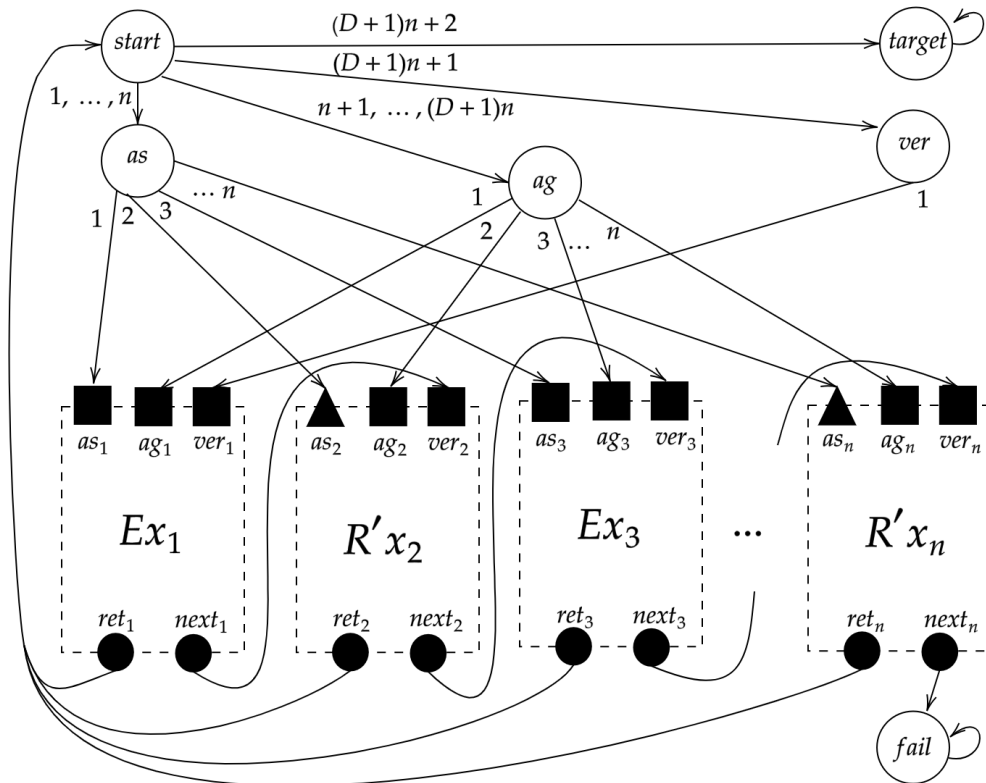 start
(D + 1)n + 2
target
(D + 1)n + 1
1, …, n
n + 1, …, (D + 1)n
as
ag
ver
1 2 3 … n
1
2
3 … n
1
as₁ ag₁ ver₁
as₂ ag₂ ver₂
as₃ ag₃ ver₃
asₙ agₙ verₙ
Ex₁
R′x₂
Ex₃
...
R′xₙ
ret₁ next₁
ret₂ next₂
ret₃ next₃
retₙ nextₙ
fail